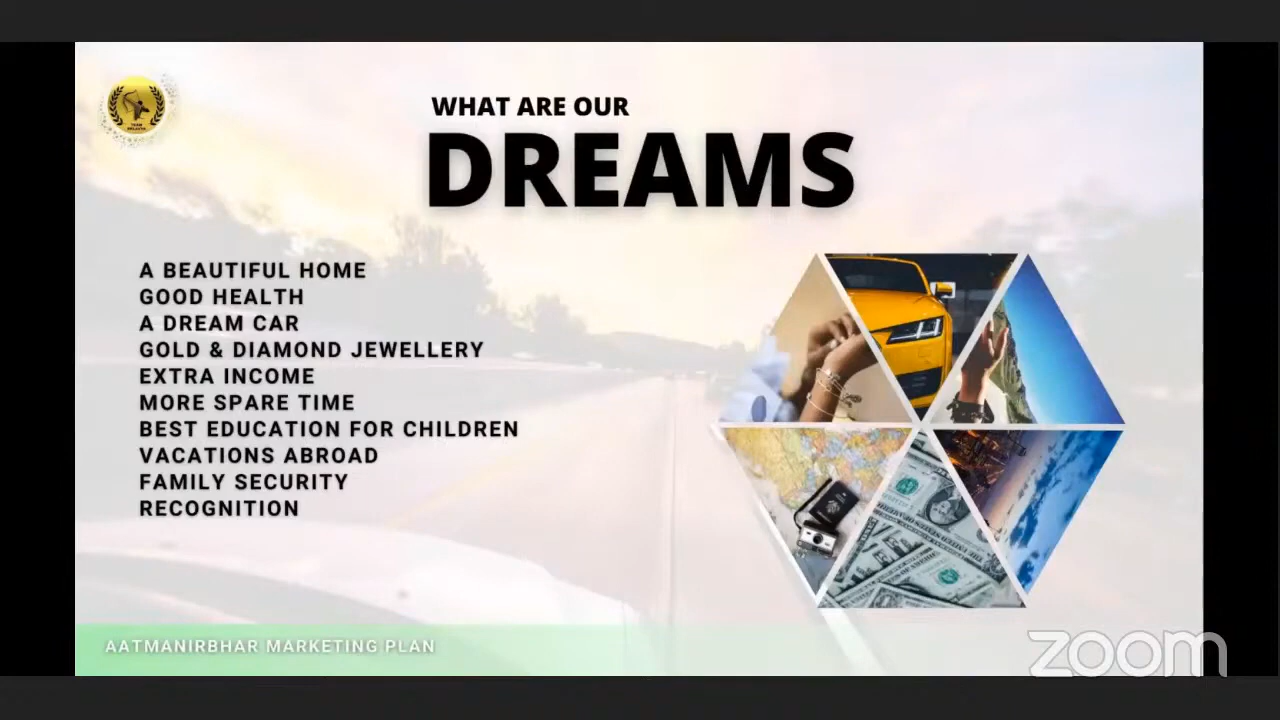 WHAT ARE OUR
DREAMS
A BEAUTIFUL HOME
GOOD HEALTH
A DREAM CAR
GOLD & DIAMOND JEWELLERY
EXTRA INCOME
MORE SPARE TIME
BEST EDUCATION FOR CHILDREN
VACATIONS ABROAD
FAMILY SECURITY
RECOGNITION
AATMANIRBHAR MARKETING PLAN
zoom